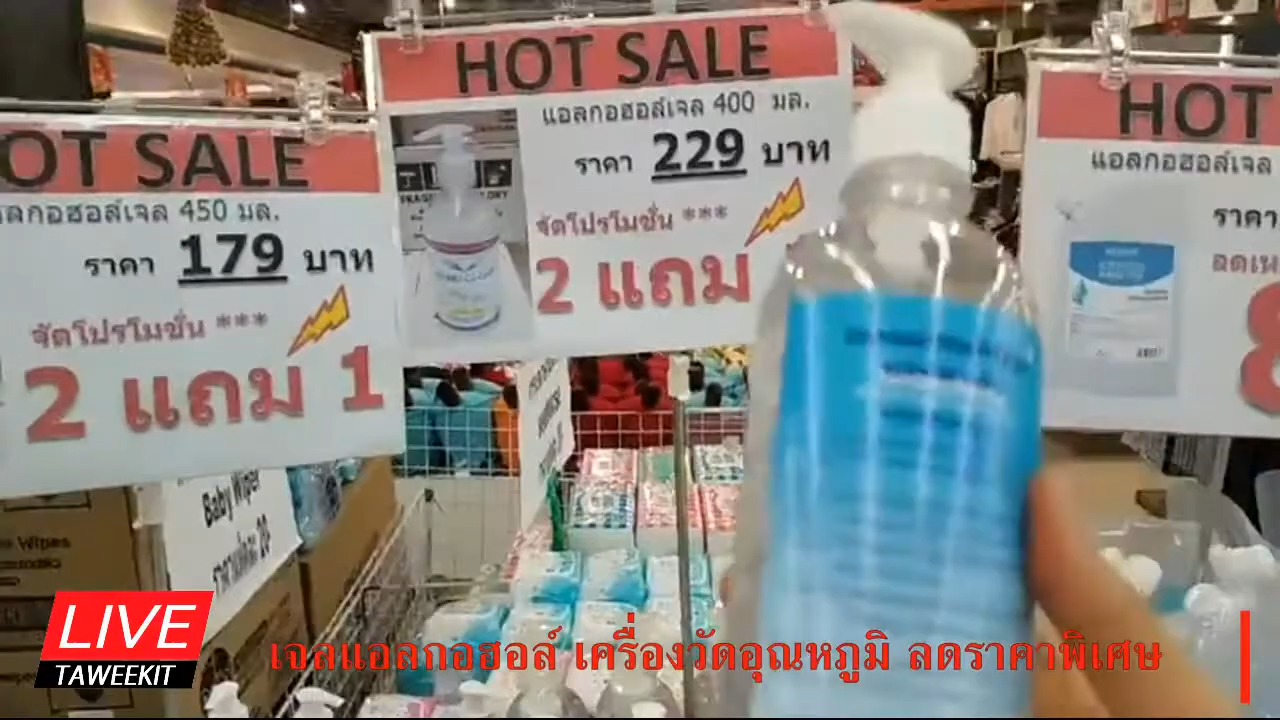 OT SALE
แอลกอฮอล์เจล 450 มล.
ราคา 179 บาท
จัดโปรโมชั่น ***
2 แถม 1
HOT SALE
แอลกอฮอล์เจล 400 มล.
ราคา 229 บาท
จัดโปรโมชั่น ***
2 แถม
HOT
แอลกอฮอล์เจล
ราคา
Baby Wiper
20
Wipes
LIVE
TAWEEKIT
เจลแอลกอฮอล์ เครื่องวัดอุณหภูมิ ลดราคาพิเศษ